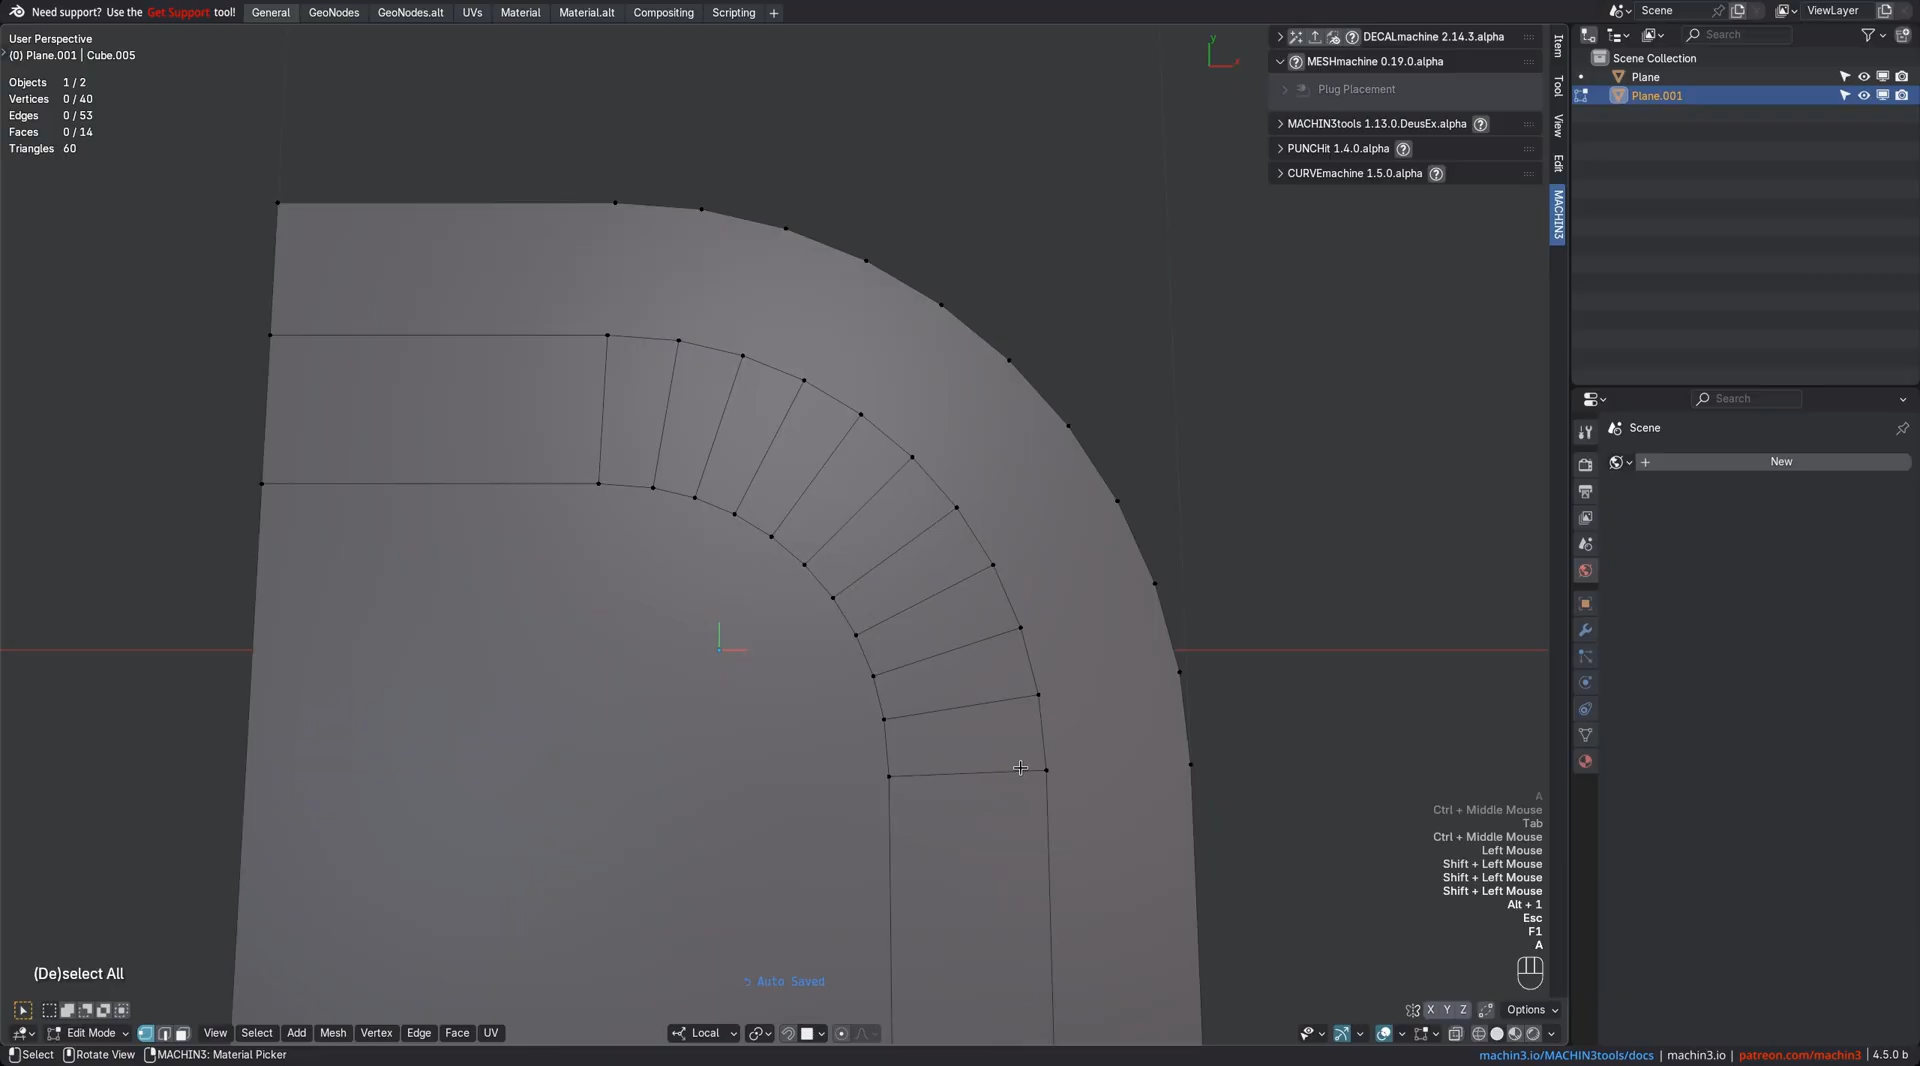 Need support? Use the Get Support tool!
General GeoNodes GeoNodes.alt UVs Material Material.alt Compositing Scripting
Scene ViewLayer
User Perspective
(0) Plane.001 | Cube.005
Objects 1 / 2
Vertices 0 / 40
Edges 0 / 53
Faces 0 / 14
Triangles 60
y
x
DECALmachine 2.14.3.alpha
MESHmachine 0.19.0.alpha
Plug Placement
MACHIN3tools 1.13.0.DeusEx.alpha
PUNCHit 1.4.0.alpha
CURVEmachine 1.5.0.alpha
Item
Tool
View
Edit
MACHIN3
Search
Scene Collection
Plane
Plane.001
Search
Scene
New
A
Ctrl + Middle Mouse
Tab
Ctrl + Middle Mouse
Left Mouse
Shift + Left Mouse
Shift + Left Mouse
Shift + Left Mouse
Alt + 1
Esc
F1
A
(De)select All
Auto Saved
X Y Z Options
Edit Mode View Select Add Mesh Vertex Edge Face UV Local
Select Rotate View MACHIN3: Material Picker
machin3.io/MACHIN3tools/docs | machin3.io | patreon.com/machin3 | 4.5.0 b